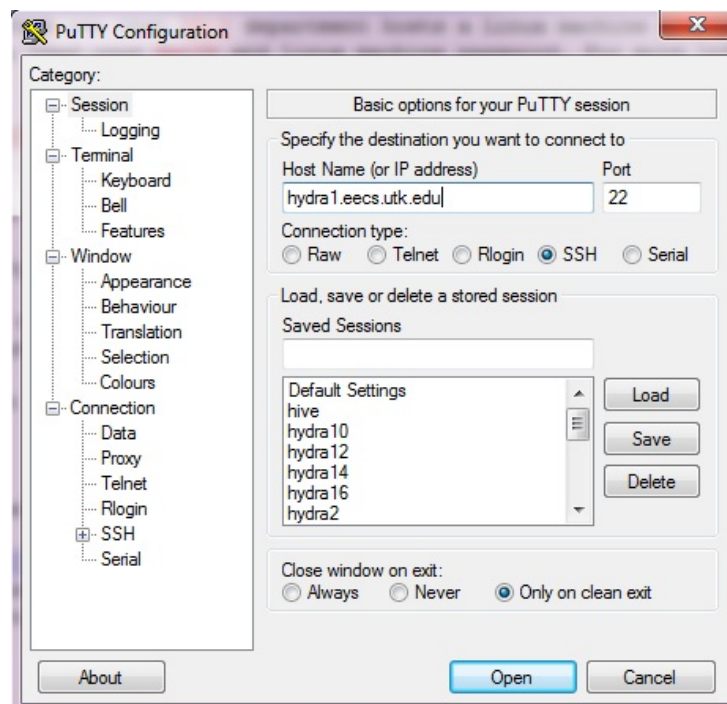 PuTTY Configuration
Category:
Session
Logging
Terminal
Keyboard
Bell
Features
Window
Appearance
Behaviour
Translation
Selection
Colours
Connection
Data
Proxy
Telnet
Rlogin
SSH
Serial
Basic options for your PuTTY session
Specify the destination you want to connect to
Host Name (or IP address) Port
hydra1.eecs.utk.edu 22
Connection type:
Raw Telnet Rlogin SSH Serial
Load, save or delete a stored session
Saved Sessions
Default Settings
hive
hydra10
hydra12
hydra14
hydra16
hydra2
Load
Save
Delete
Close window on exit:
Always Never Only on clean exit
About Open Cancel